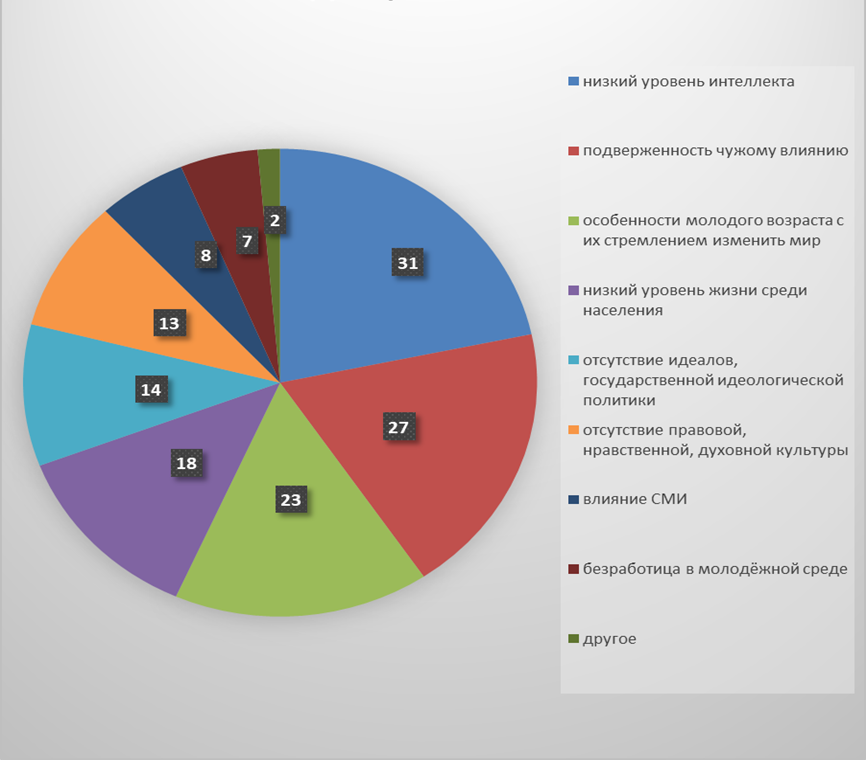 низкий уровень интеллекта
подверженность чужому влиянию
особенности молодого возраста с
их стремлением изменить мир
низкий уровень жизни среди
населения
отсутствие идеалов,
государственной идеологической
политики
отсутствие правовой,
нравственной, духовной культуры
влияние СМИ
безработица в молодёжной среде
другое
31
27
23
18
14
13
8
7
2